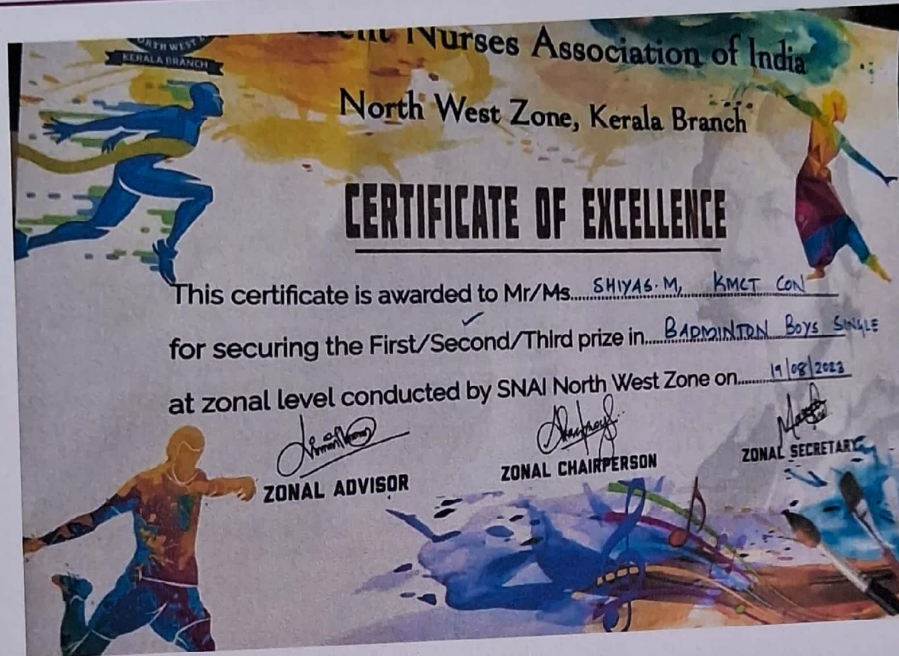 NORTH WEST
KERALA BRANCH
Nurses Association of India
North West Zone, Kerala Branch
CERTIFICATE OF EXCELLENCE
This certificate is awarded to Mr/Ms....SHIYAS.M, KMCT CON
for securing the First/Second/Third prize in....BADMINTON BOYS SINGLE
at zonal level conducted by SNAI North West Zone on....19/08/2023
ZONAL ADVISOR
ZONAL CHAIRPERSON
ZONAL SECRETARY